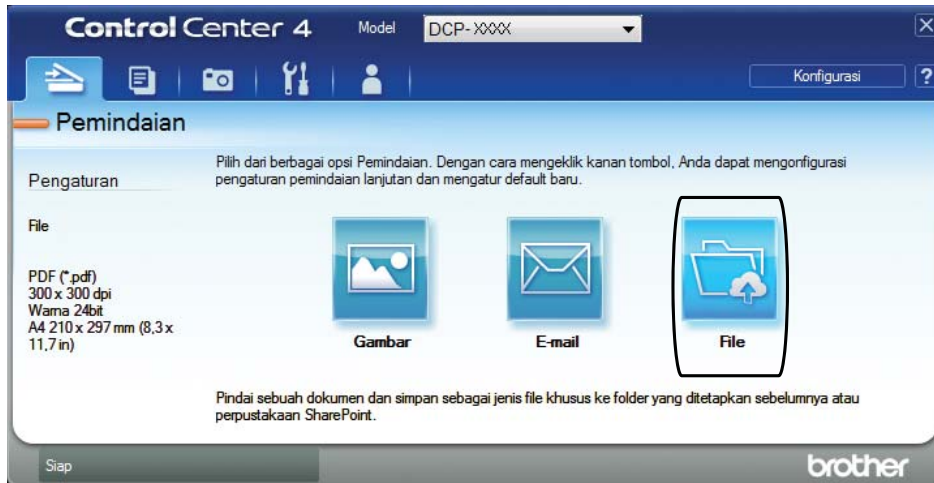 Control Center 4
Model
DCP-XXXX
Konfigurasi
?
Pemindaian
Pengaturan
File
PDF (*.pdf)
300 x 300 dpi
Warna 24bit
A4 210 x 297 mm (8,3 x
11,7 in)
Pilih dari berbagai opsi Pemindaian. Dengan cara mengeklik kanan tombol, Anda dapat mengonfigurasi
pengaturan pemindaian lanjutan dan mengatur default baru.
Gambar
E-mail
File
Pindai sebuah dokumen dan simpan sebagai jenis file khusus ke folder yang ditetapkan sebelumnya atau
perpustakaan SharePoint.
Siap
brother